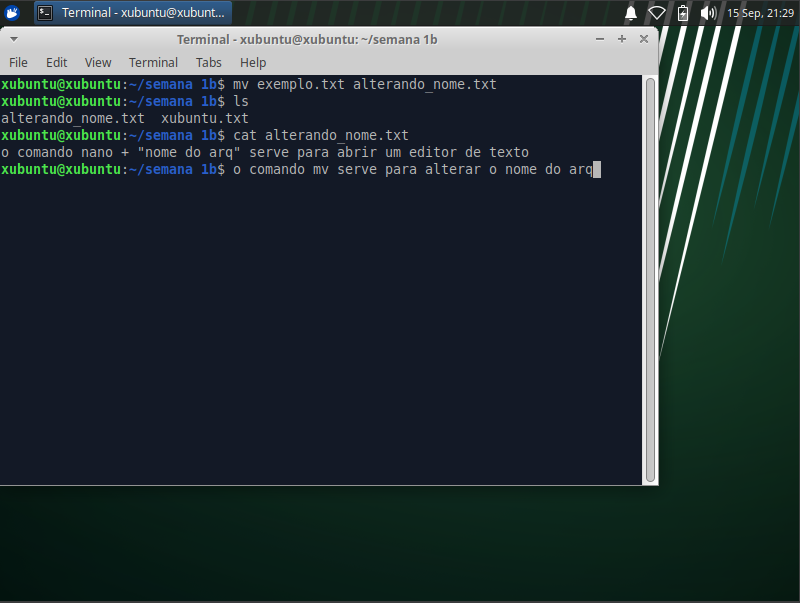 Terminal - xubuntu@xubunt...
15 Sep, 21:29
Terminal - xubuntu@xubuntu: ~/semana 1b
File Edit View Terminal Tabs Help
xubuntu@xubuntu:~/semana 1b$ mv exemplo.txt alterando_nome.txt
xubuntu@xubuntu:~/semana 1b$ ls
alterando_nome.txt  xubuntu.txt
xubuntu@xubuntu:~/semana 1b$ cat alterando_nome.txt
o comando nano + "nome do arq" serve para abrir um editor de texto
xubuntu@xubuntu:~/semana 1b$ o comando mv serve para alterar o nome do arq